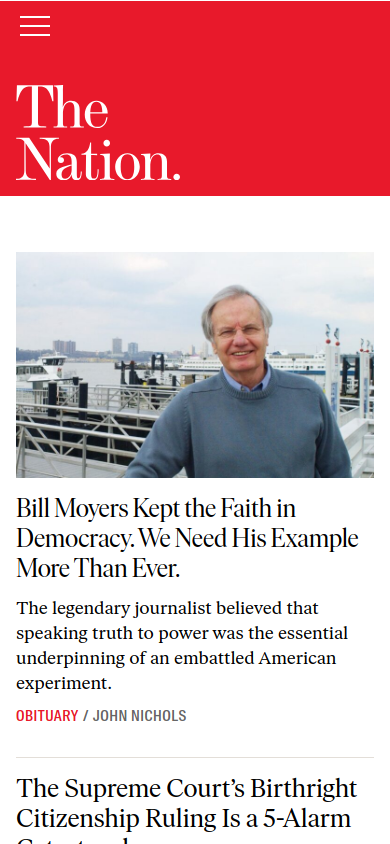 The
Nation.
Bill Moyers Kept the Faith in
Democracy. We Need His Example
More Than Ever.
The legendary journalist believed that
speaking truth to power was the essential
underpinning of an embattled American
experiment.
OBITUARY / JOHN NICHOLS
The Supreme Court’s Birthright
Citizenship Ruling Is a 5-Alarm